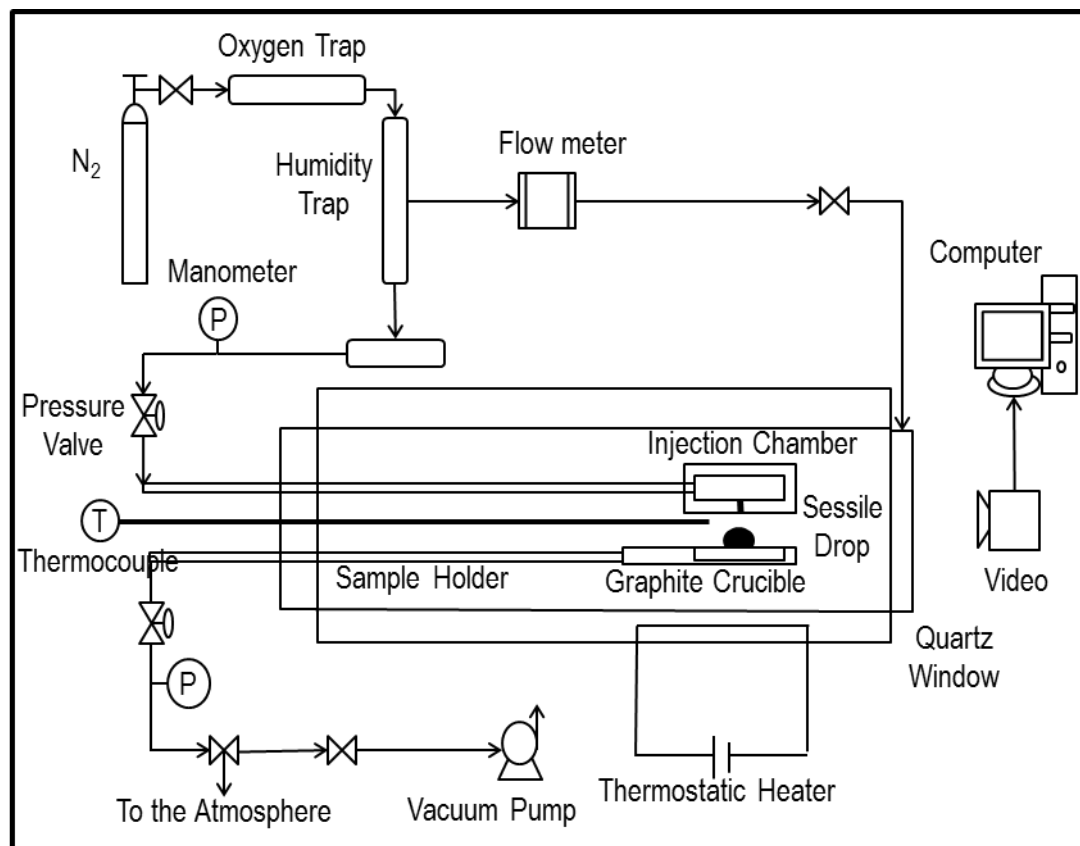 Oxygen Trap
N₂
Humidity
Trap
Flow meter
Computer
Manometer
P
Pressure
Valve
Injection Chamber
Sessile
Drop
T
Thermocouple
Sample Holder
Graphite Crucible
Video
Quartz
Window
P
To the Atmosphere
Vacuum Pump
Thermostatic Heater